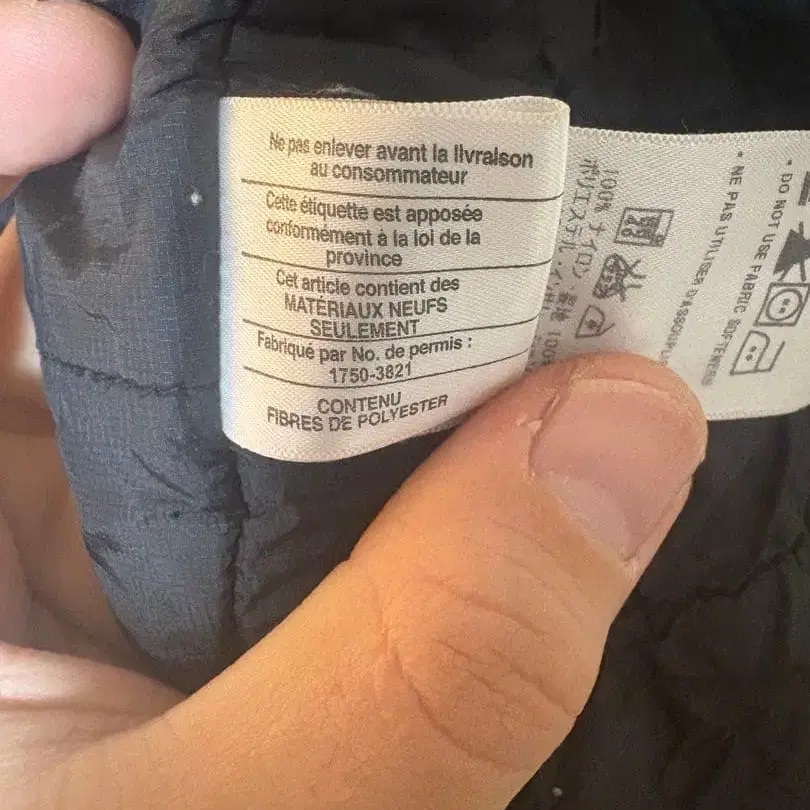 Ne pas enlever avant la livraison
au consommateur
Cette étiquette est apposée
conformément à la loi de la
province
Cet article contient des
MATÉRIAUX NEUFS
SEULEMENT
Fabriqué par No. de permis :
1750-3821
CONTENU
FIBRES DE POLYESTER
• DO NOT USE FABRIC SOFTENERS
• NE PAS UTILISER D'ASSOUPL
100% ナイロン
ポリエステル